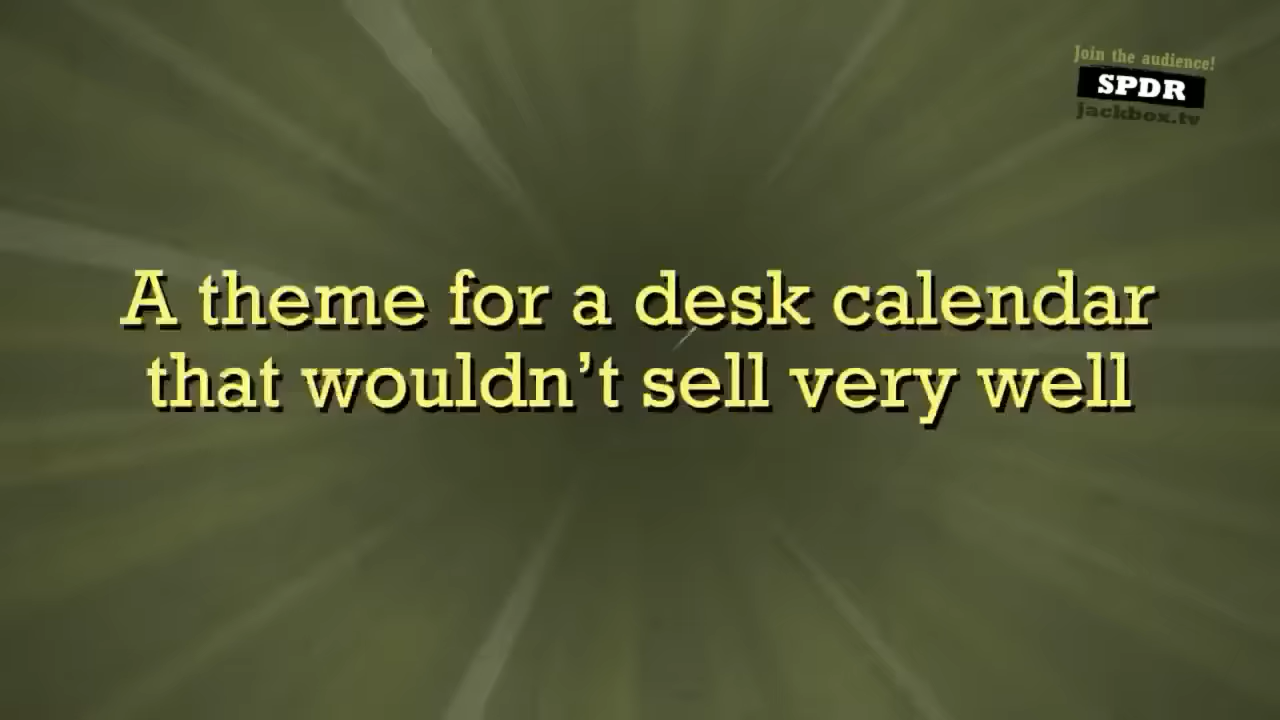 Join the audience!
SPDR
jackbox.tv
A theme for a desk calendar
that wouldn't sell very well